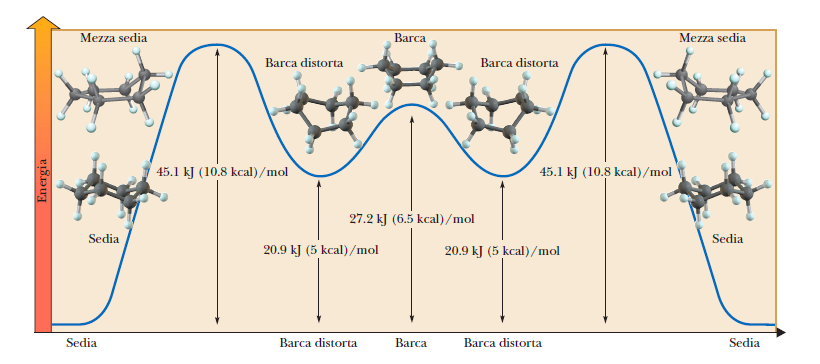 Mezza sedia
Barca
Mezza sedia
Barca distorta
Barca distorta
Energia
45.1 kJ (10.8 kcal)/mol
45.1 kJ (10.8 kcal)/mol
27.2 kJ (6.5 kcal)/mol
Sedia
Sedia
20.9 kJ (5 kcal)/mol
20.9 kJ (5 kcal)/mol
Sedia
Barca distorta
Barca
Barca distorta
Sedia